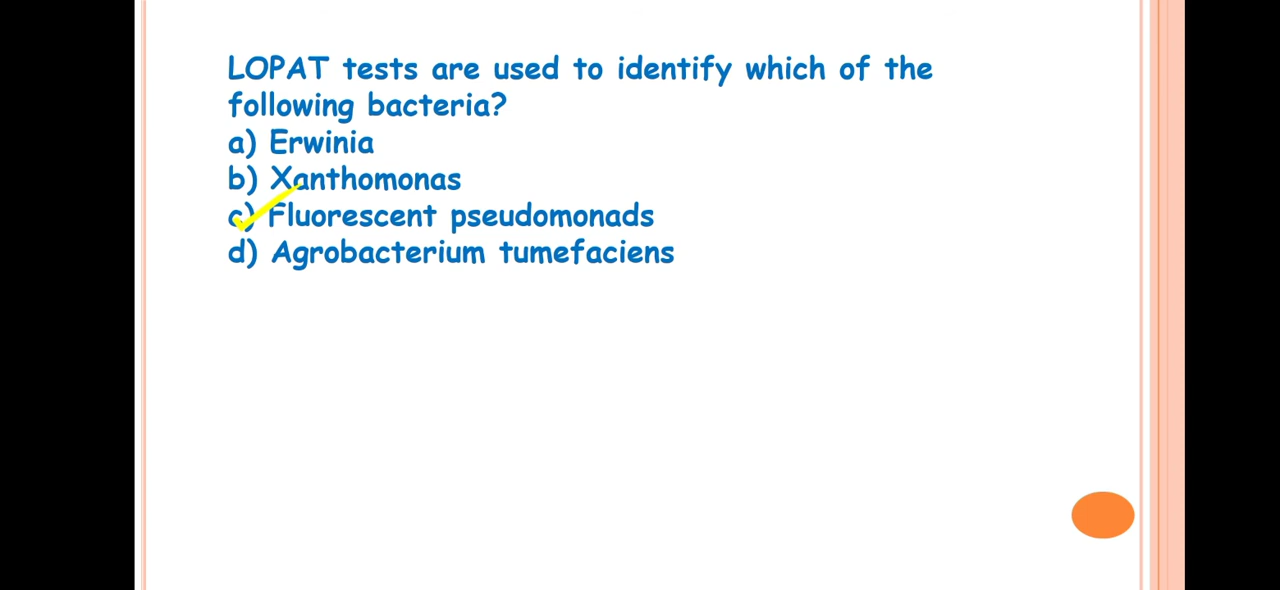 LOPAT tests are used to identify which of the
following bacteria?
a) Erwinia
b) Xanthomonas
c) Fluorescent pseudomonads
d) Agrobacterium tumefaciens